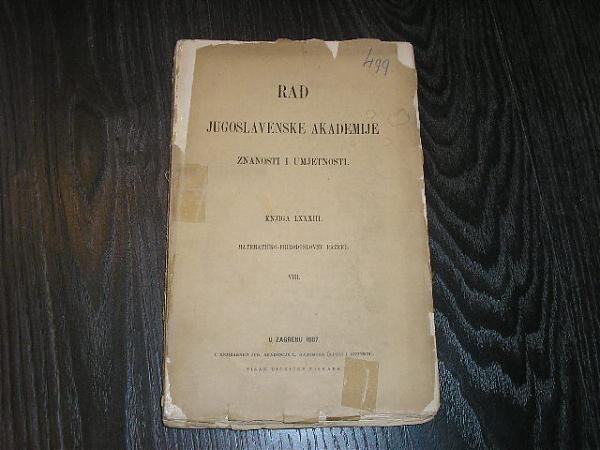 499
RAD
JUGOSLAVENSKE AKADEMIJE
ZNANOSTI I UMJETNOSTI.
KNJIGA LXXXIII.
MATEMATIČKO-PRIRODOSLOVNI RAZRED.
VIII.
U ZAGREBU 1887.
TISAK DIONIČKE TISKARE.